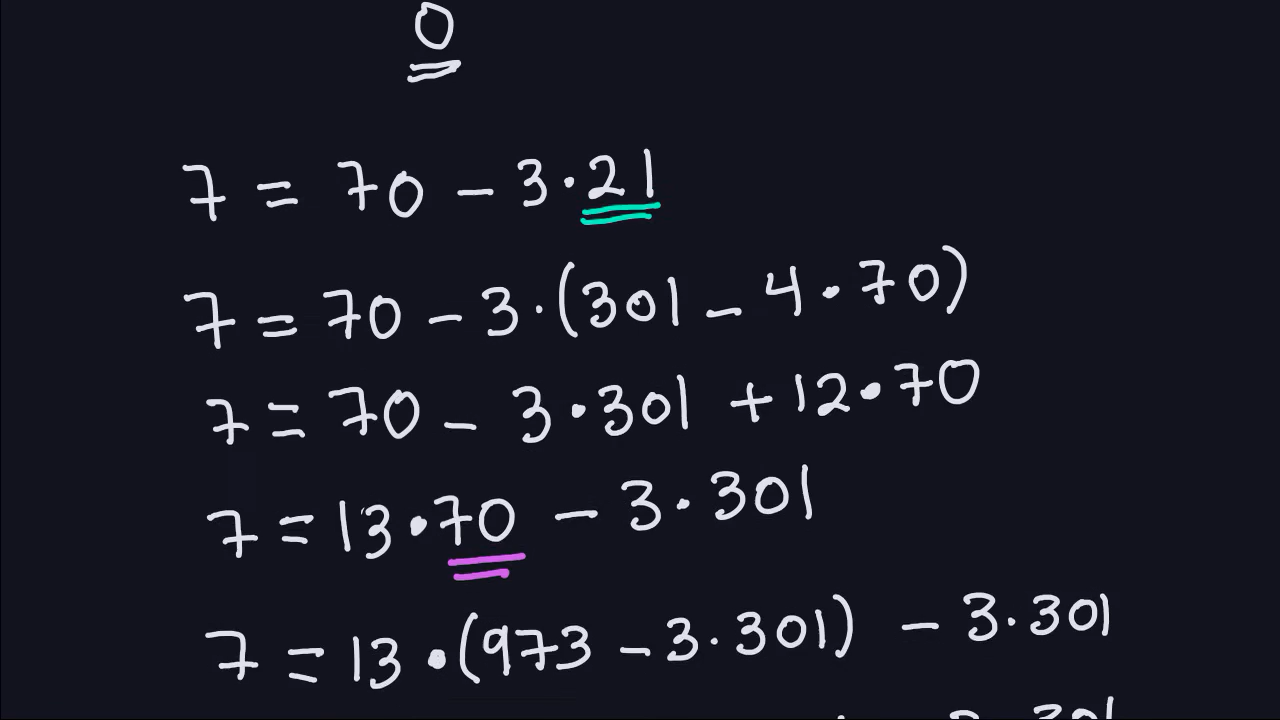 0
7 = 70 - 3·21
7 = 70 - 3·(301 - 4·70)
7 = 70 - 3·301 + 12·70
7 = 13·70 - 3·301
7 = 13·(973 - 3·301) - 3·301